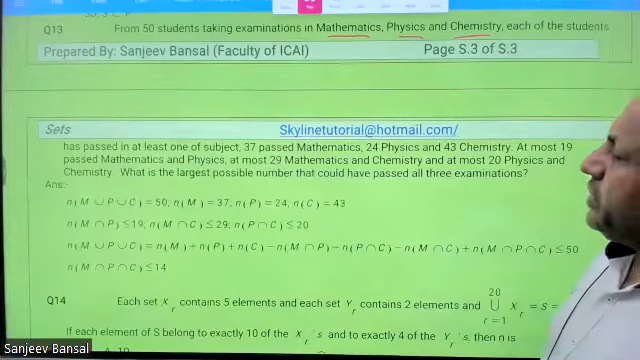 So, S ⊂ P
Q13 From 50 students taking examinations in Mathematics, Physics and Chemistry, each of the students
Prepared By: Sanjeev Bansal (Faculty of ICAI) Page S.3 of S.3
Sets Skylinetutorial@hotmail.com/
has passed in at least one of subject, 37 passed Mathematics, 24 Physics and 43 Chemistry. At most 19
passed Mathematics and Physics, at most 29 Mathematics and Chemistry and at most 20 Physics and
Chemistry. What is the largest possible number that could have passed all three examinations?
Ans:-
n(M ∪ P ∪ C) = 50; n(M) = 37; n(P) = 24, n(C) = 43
n(M ∩ P) ≤ 19; n(M ∩ C) ≤ 29; n(P ∩ C) ≤ 20
n(M ∪ P ∪ C) = n(M) + n(P) + n(C) − n(M ∩ P) − n(P ∩ C) − n(M ∩ C) + n(M ∩ P ∩ C) ≤ 50
n(M ∩ P ∩ C) ≤ 14
Q14 Each set X_r contains 5 elements and each set Y_r contains 2 elements and 20 ∪ r = 1 X_r = S =
If each element of S belong to exactly 10 of the X_r's and to exactly 4 of the Y_r's, then n is
Sanjeev Bansal